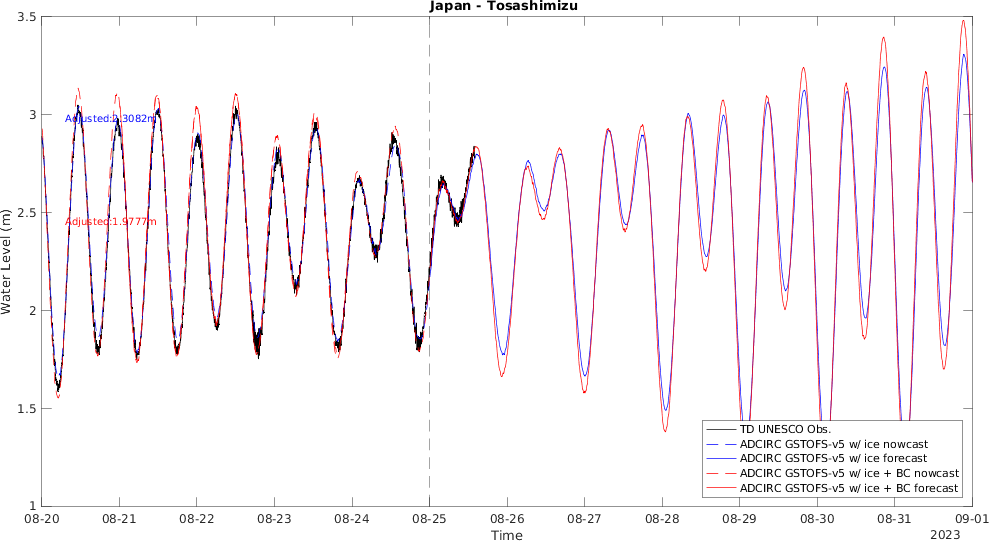 Japan - Tosashimizu
3.5
3
2.5
2
1.5
1
Water Level (m)
Adjusted:2.3082m
Adjusted:1.9777m
TD UNESCO Obs.
ADCIRC GSTOFS-v5 w/ ice nowcast
ADCIRC GSTOFS-v5 w/ ice forecast
ADCIRC GSTOFS-v5 w/ ice + BC nowcast
ADCIRC GSTOFS-v5 w/ ice + BC forecast
08-20 08-21 08-22 08-23 08-24 08-25 08-26 08-27 08-28 08-29 08-30 08-31 09-01
Time
2023